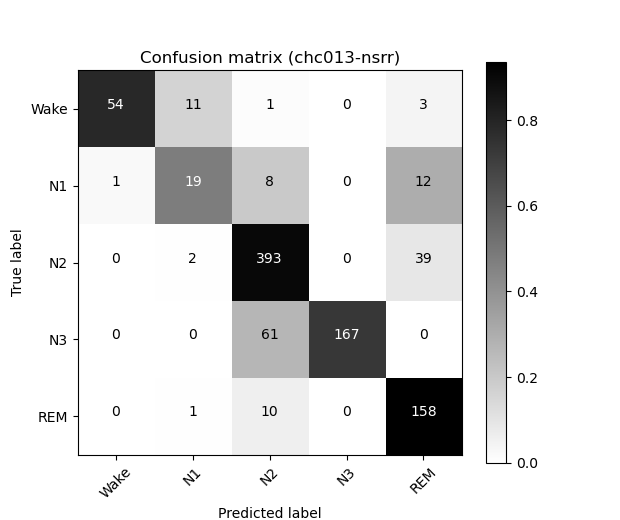 Confusion matrix (chc013-nsrr)
True label
Wake 54 11 1 0 3
N1 1 19 8 0 12
N2 0 2 393 0 39
N3 0 0 61 167 0
REM 0 1 10 0 158
Wake N1 N2 N3 REM
Predicted label
0.8
0.6
0.4
0.2
0.0